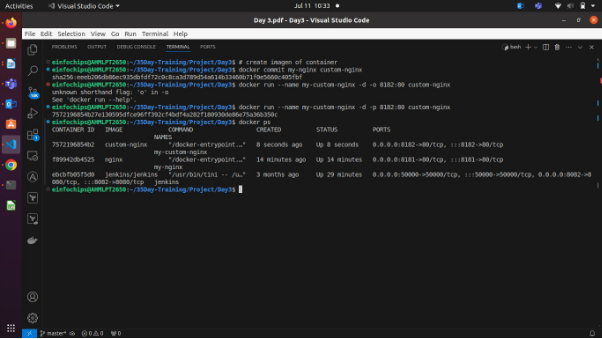 Activities Visual Studio Code Jul 11 10:33
Day 3.pdf - Day3 - Visual Studio Code
File Edit Selection View Go Run Terminal Help
PROBLEMS OUTPUT DEBUG CONSOLE TERMINAL PORTS bash
einfochips@AHMLPT2650:~/35Day-Training/Project/Day3$ # create imagen of container
einfochips@AHMLPT2650:~/35Day-Training/Project/Day3$ docker commit my-nginx custom-nginx
einfochips@AHMLPT2650:~/35Day-Training/Project/Day3$ docker run --name my-custom-nginx -d -o 8182:80 custom-nginx
unknown shorthand flag: 'o' in -o
See 'docker run --help'.
einfochips@AHMLPT2650:~/35Day-Training/Project/Day3$ docker run --name my-custom-nginx -d -p 8182:80 custom-nginx
einfochips@AHMLPT2650:~/35Day-Training/Project/Day3$ docker ps
CONTAINER ID IMAGE COMMAND CREATED STATUS PORTS
NAMES
7572196854b2 custom-nginx "/docker-entrypoint.…" 8 seconds ago Up 8 seconds 0.0.0.0:8182->80/tcp, :::8182->80/tcp
my-custom-nginx
f89942db4525 nginx "/docker-entrypoint.…" 14 minutes ago Up 14 minutes 0.0.0.0:8181->80/tcp, :::8181->80/tcp
my-nginx
ebcbfb05f5d0 jenkins/jenkins "/usr/bin/tini -- /u…" 3 months ago Up 29 minutes 0.0.0.0:50000->50000/tcp, :::50000->50000/tcp, 0.0.0.0:8082->8
080/tcp, :::8082->8080/tcp jenkins
einfochips@AHMLPT2650:~/35Day-Training/Project/Day3$
master* 0 0 0